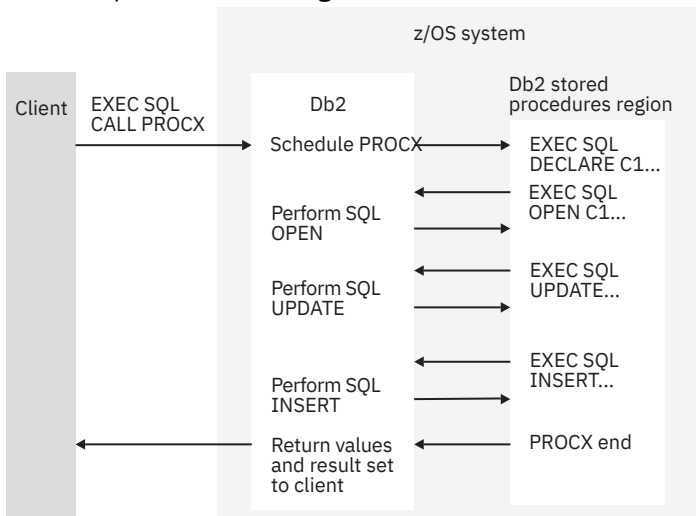 z/OS system
Client
EXEC SQL
CALL PROCX
Db2
Db2 stored
procedures region
Schedule PROCX
EXEC SQL
DECLARE C1...
EXEC SQL
OPEN C1...
Perform SQL
OPEN
EXEC SQL
UPDATE...
Perform SQL
UPDATE
EXEC SQL
INSERT...
Perform SQL
INSERT
PROCX end
Return values
and result set
to client